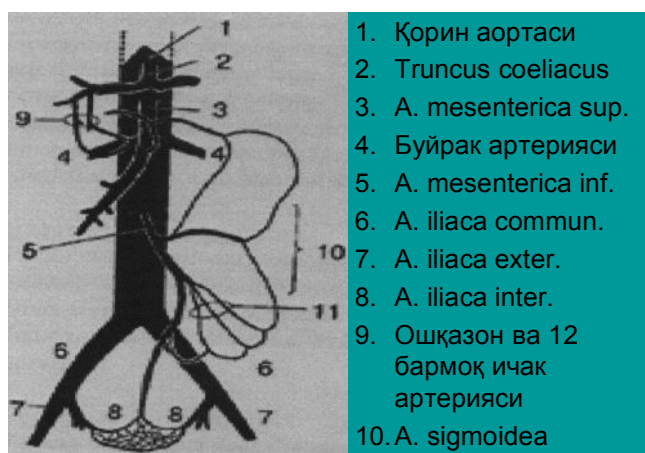 1
2
3
9
4
4
5
10
11
6
6
7
8
8
7
1. Қорин аортаси
2. Truncus coeliacus
3. A. mesenterica sup.
4. Буйрак артерияси
5. A. mesenterica inf.
6. A. iliaca commun.
7. A. iliaca exter.
8. A. iliaca inter.
9. Ошқазон ва 12
бармоқ ичак
артерияси
10. A. sigmoidea